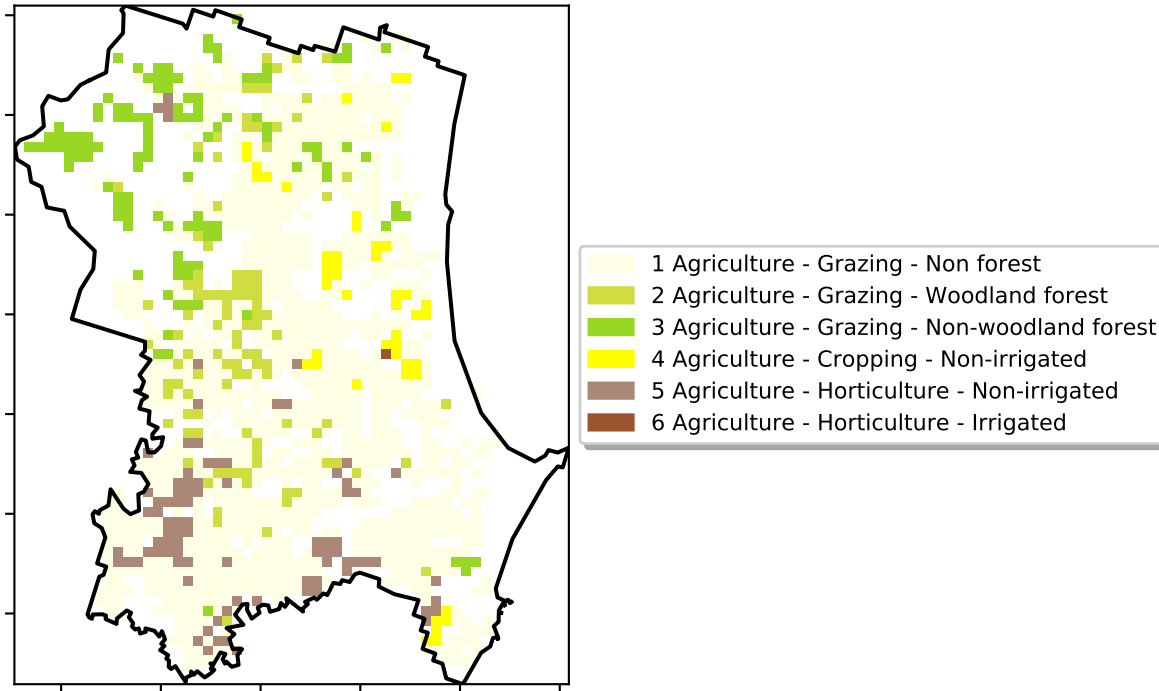 1 Agriculture - Grazing - Non forest
2 Agriculture - Grazing - Woodland forest
3 Agriculture - Grazing - Non-woodland forest
4 Agriculture - Cropping - Non-irrigated
5 Agriculture - Horticulture - Non-irrigated
6 Agriculture - Horticulture - Irrigated